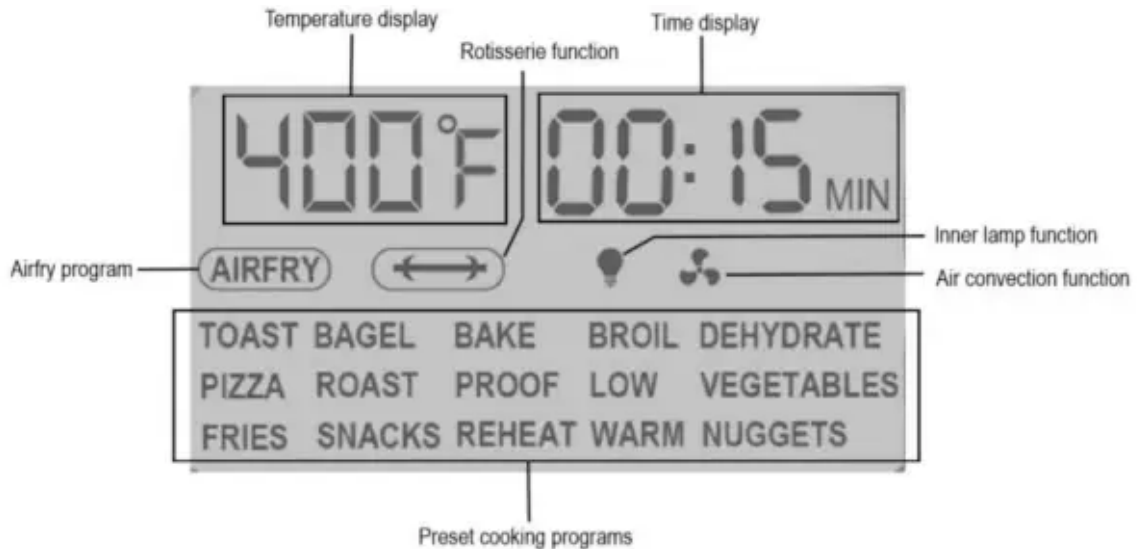 Temperature display
Time display
Rotisserie function
400°F
00:15 MIN
Inner lamp function
Airfry program
AIRFRY
Air convection function
TOAST BAGEL BAKE BROIL DEHYDRATE
PIZZA ROAST PROOF LOW VEGETABLES
FRIES SNACKS REHEAT WARM NUGGETS
Preset cooking programs